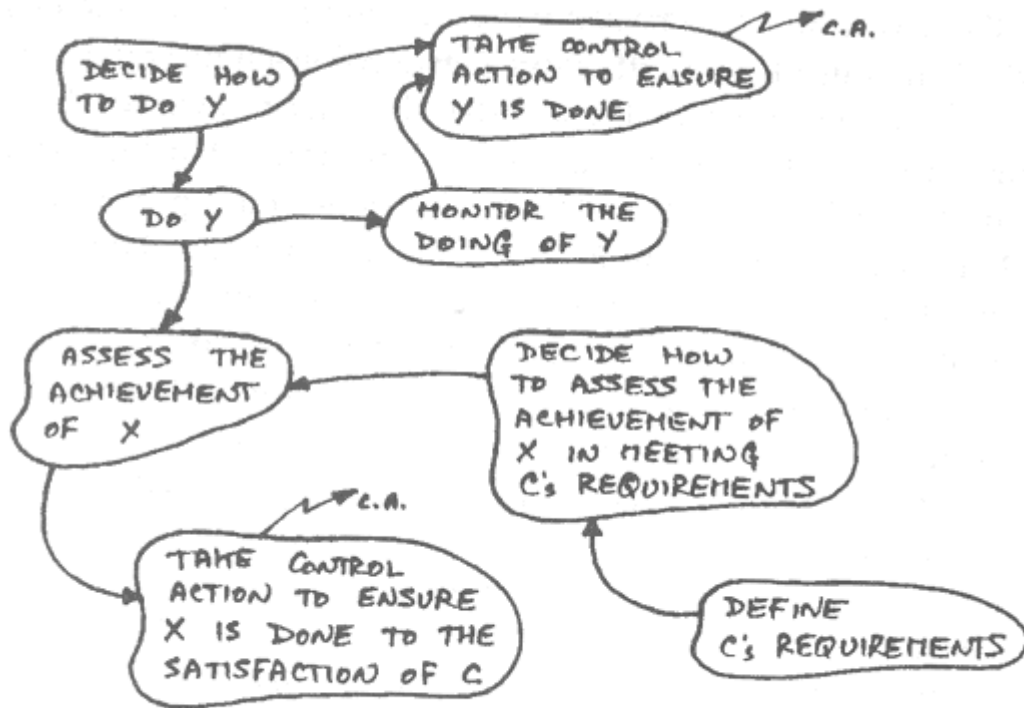 DECIDE HOW
TO DO Y
TAKE CONTROL
ACTION TO ENSURE
Y IS DONE
C.A.
DO Y
MONITOR THE
DOING OF Y
ASSESS THE
ACHIEVEMENT
OF X
DECIDE HOW
TO ASSESS THE
ACHIEVEMENT OF
X IN MEETING
C's REQUIREMENTS
C.A.
TAKE CONTROL
ACTION TO ENSURE
X IS DONE TO THE
SATISFACTION OF C
DEFINE
C's REQUIREMENTS